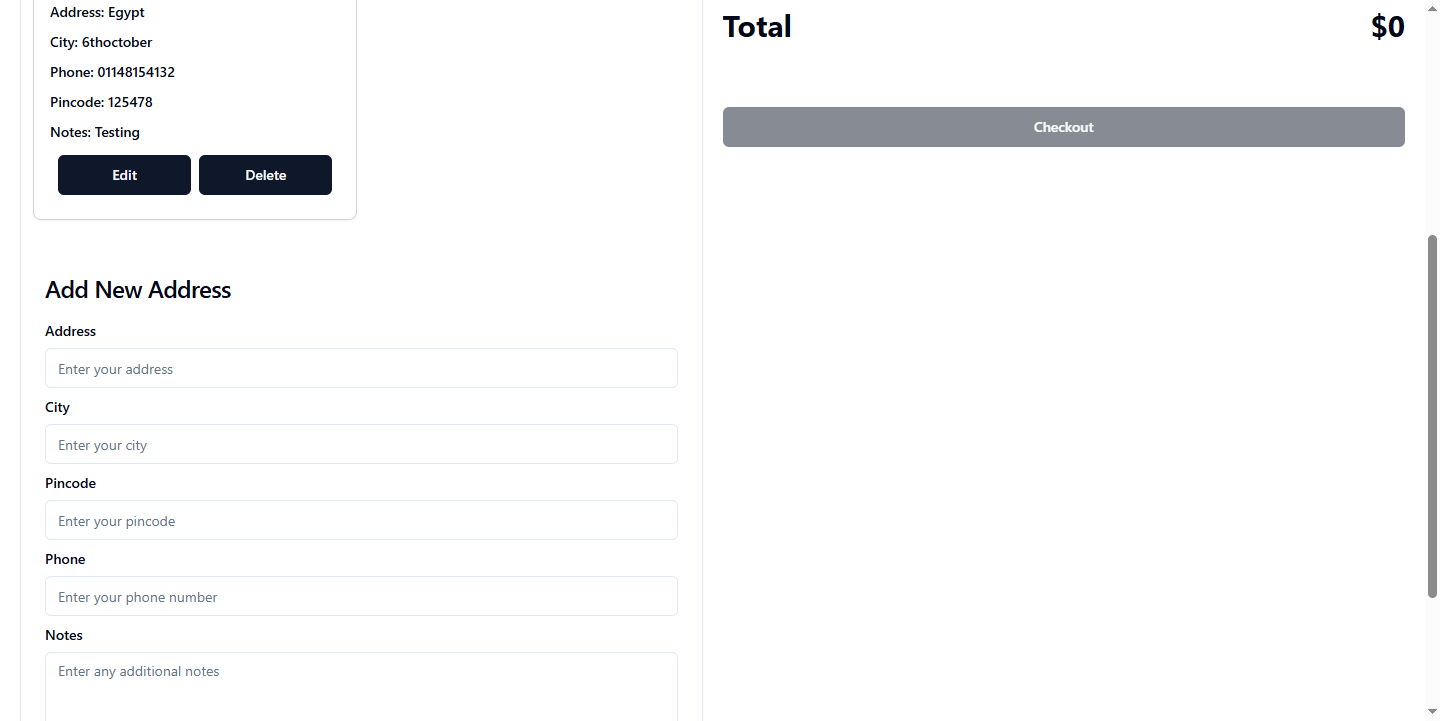 Address: Egypt
City: 6thoctober
Phone: 01148154132
Pincode: 125478
Notes: Testing
Edit
Delete
Add New Address
Address
Enter your address
City
Enter your city
Pincode
Enter your pincode
Phone
Enter your phone number
Notes
Enter any additional notes
Total
$0
Checkout